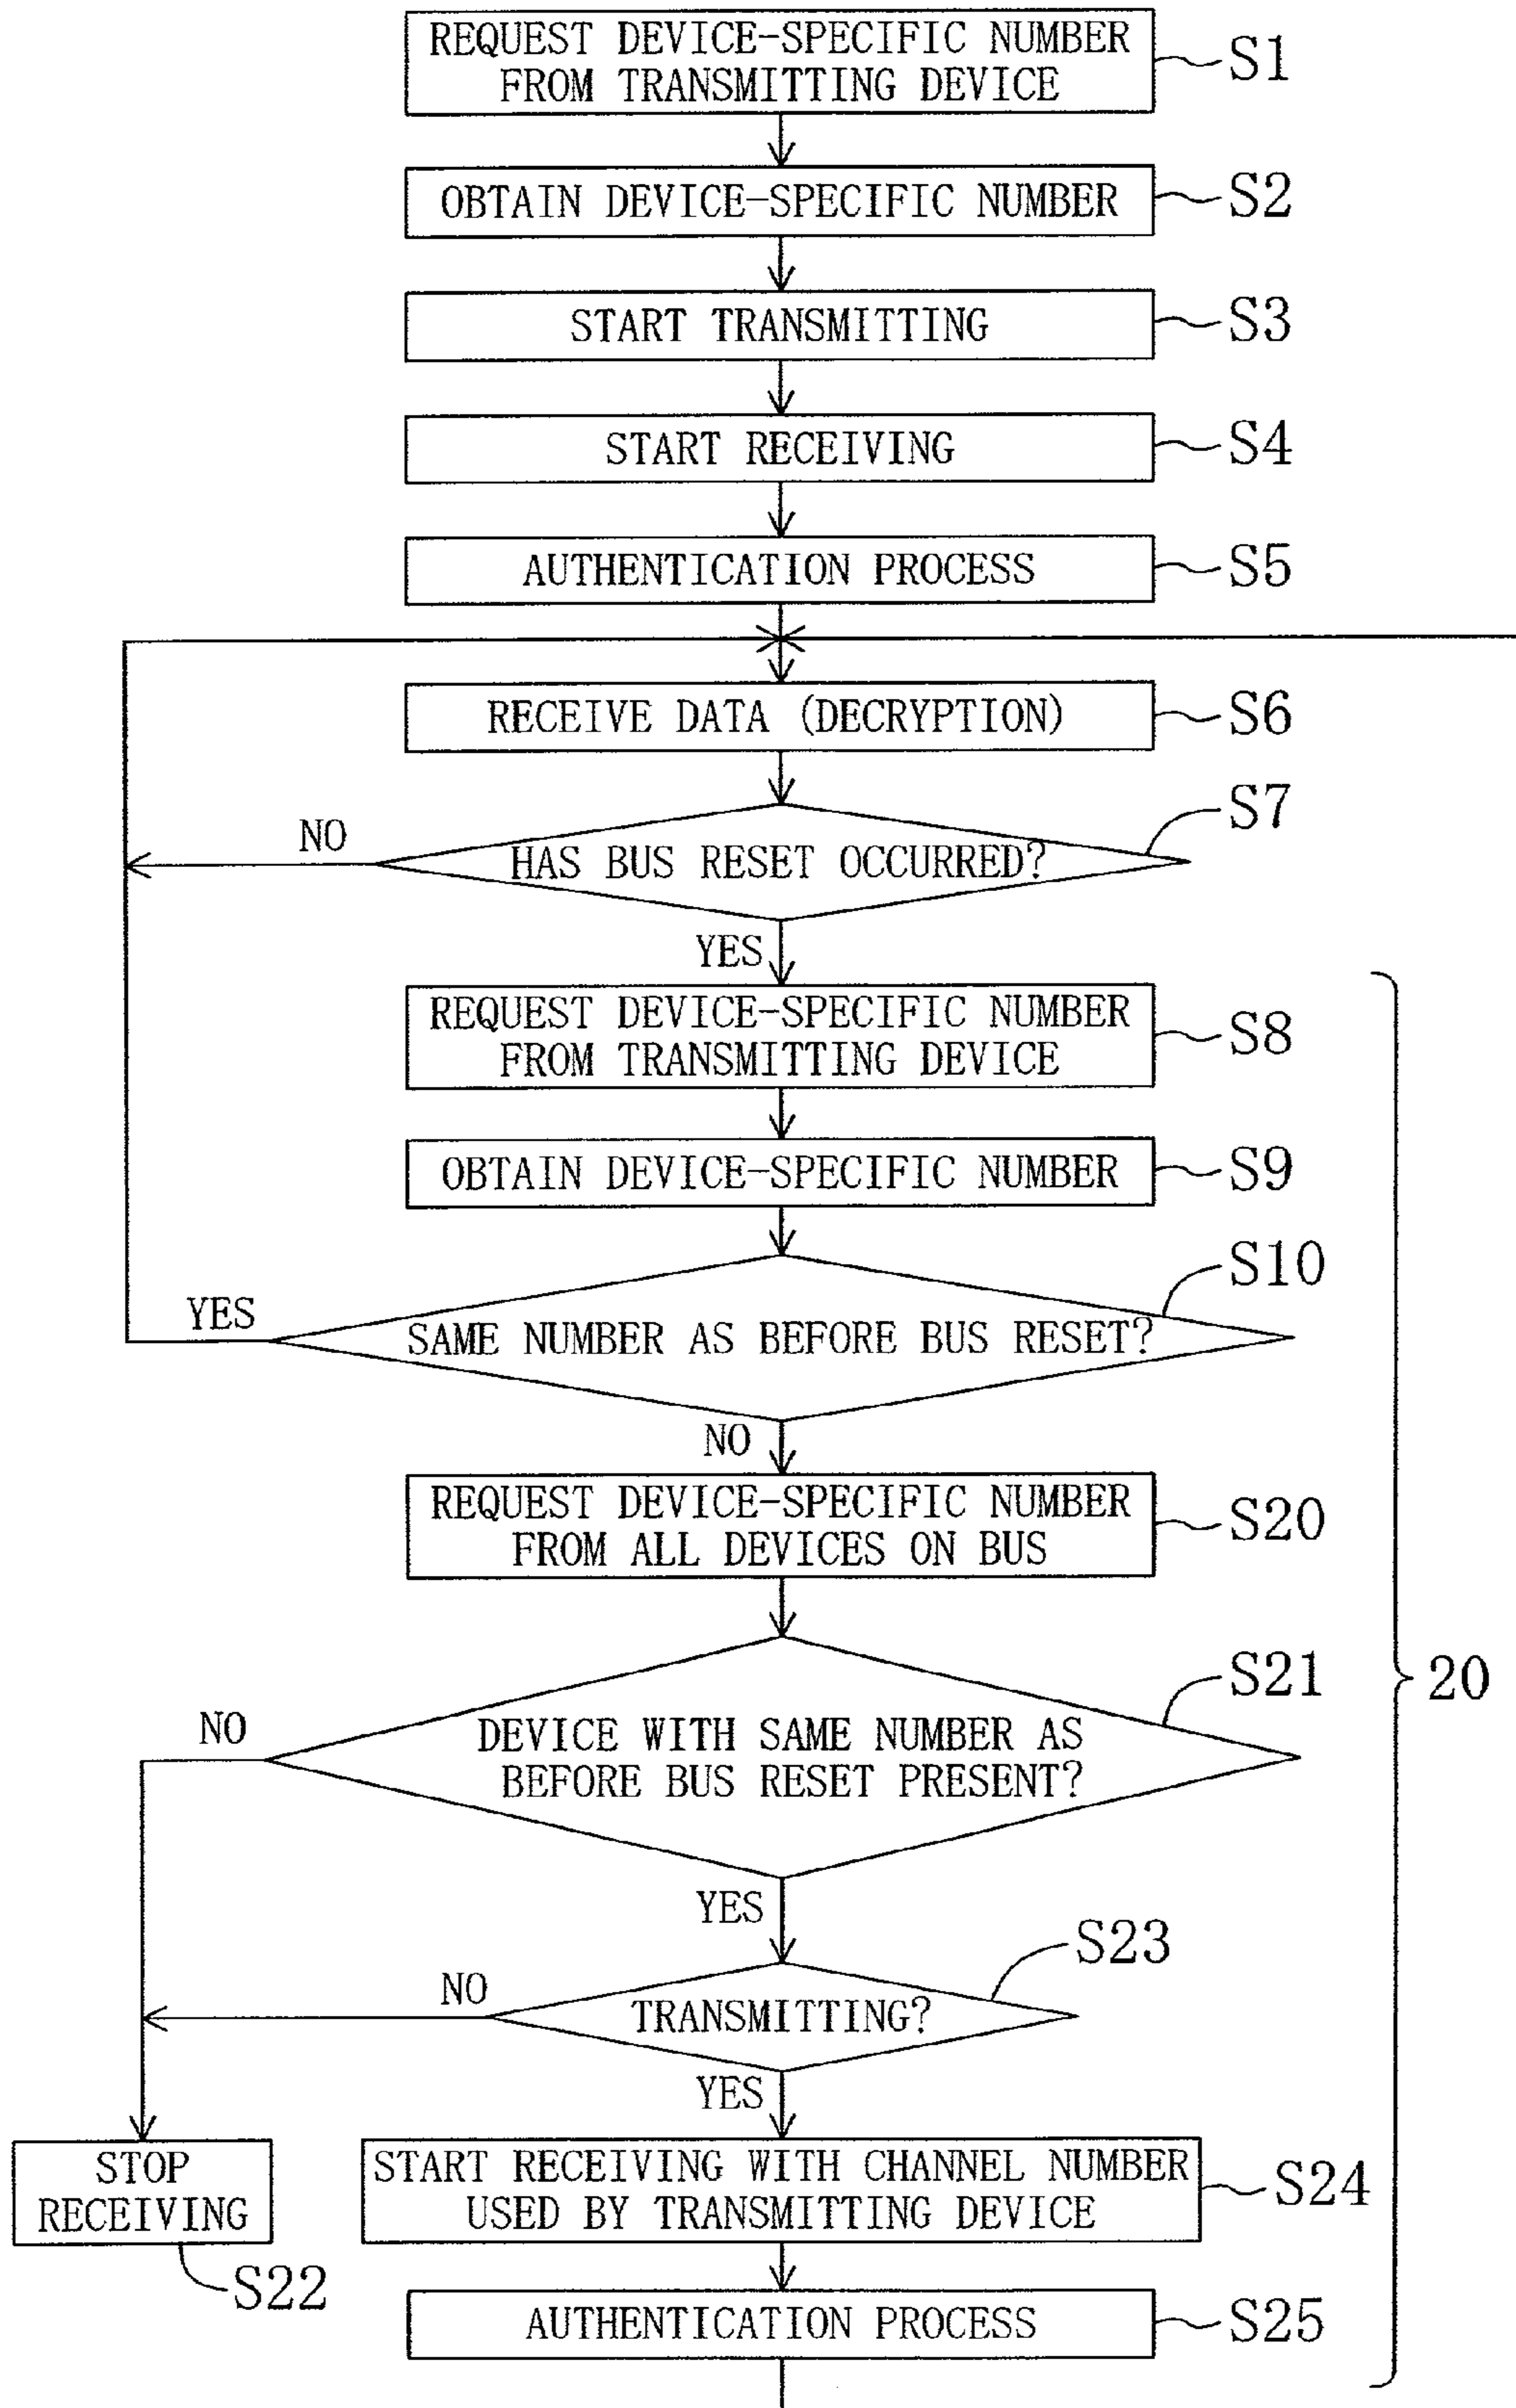 REQUEST DEVICE-SPECIFIC NUMBER
FROM TRANSMITTING DEVICE
S1
OBTAIN DEVICE-SPECIFIC NUMBER
S2
START TRANSMITTING
S3
START RECEIVING
S4
AUTHENTICATION PROCESS
S5
RECEIVE DATA (DECRYPTION)
S6
S7
NO
HAS BUS RESET OCCURRED?
YES
REQUEST DEVICE-SPECIFIC NUMBER
FROM TRANSMITTING DEVICE
S8
OBTAIN DEVICE-SPECIFIC NUMBER
S9
S10
YES
SAME NUMBER AS BEFORE BUS RESET?
NO
REQUEST DEVICE-SPECIFIC NUMBER
FROM ALL DEVICES ON BUS
S20
S21
20
NO
DEVICE WITH SAME NUMBER AS
BEFORE BUS RESET PRESENT?
YES
S23
NO
TRANSMITTING?
YES
STOP
RECEIVING
S22
START RECEIVING WITH CHANNEL NUMBER
USED BY TRANSMITTING DEVICE
S24
AUTHENTICATION PROCESS
S25